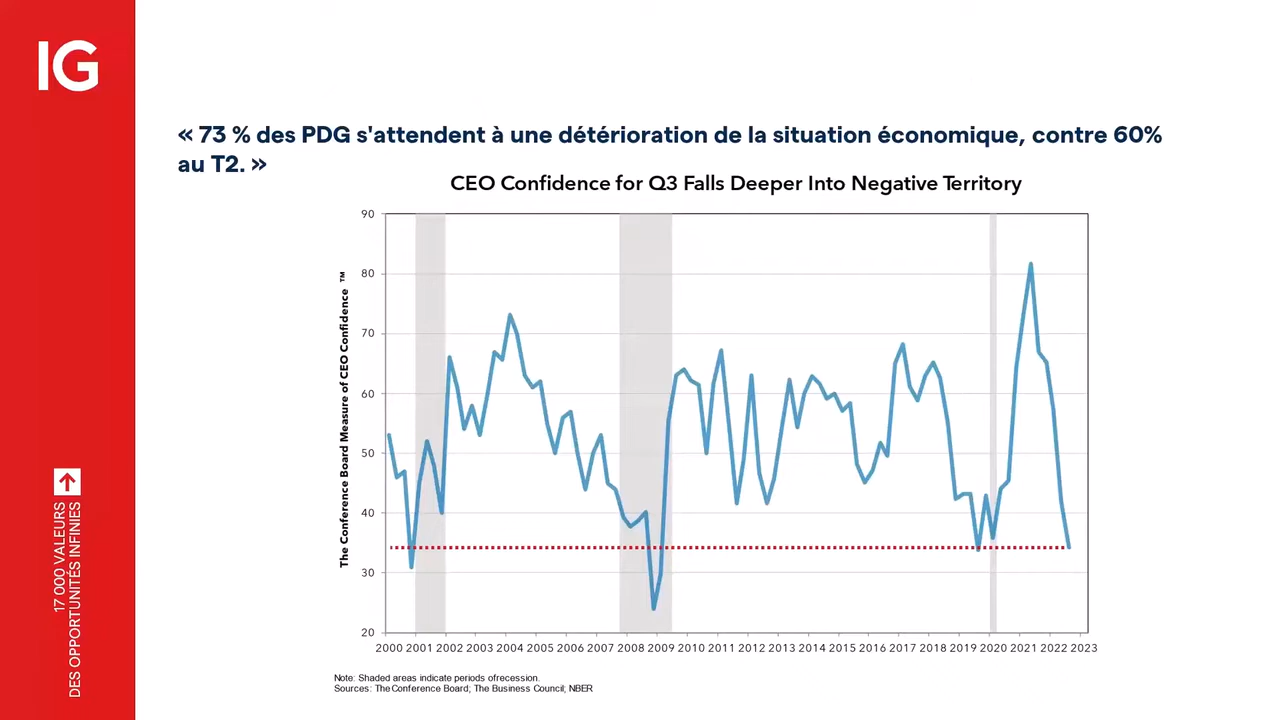 IG
« 73 % des PDG s'attendent à une détérioration de la situation économique, contre 60%
au T2. »
CEO Confidence for Q3 Falls Deeper Into Negative Territory
The Conference Board Measure of CEO Confidence ™
90
80
70
60
50
40
30
20
2000 2001 2002 2003 2004 2005 2006 2007 2008 2009 2010 2011 2012 2013 2014 2015 2016 2017 2018 2019 2020 2021 2022 2023
Note: Shaded areas indicate periods ofrecession.
Sources: The Conference Board; The Business Council; NBER
17 000 VALEURS
DES OPPORTUNITÉS INFINIES